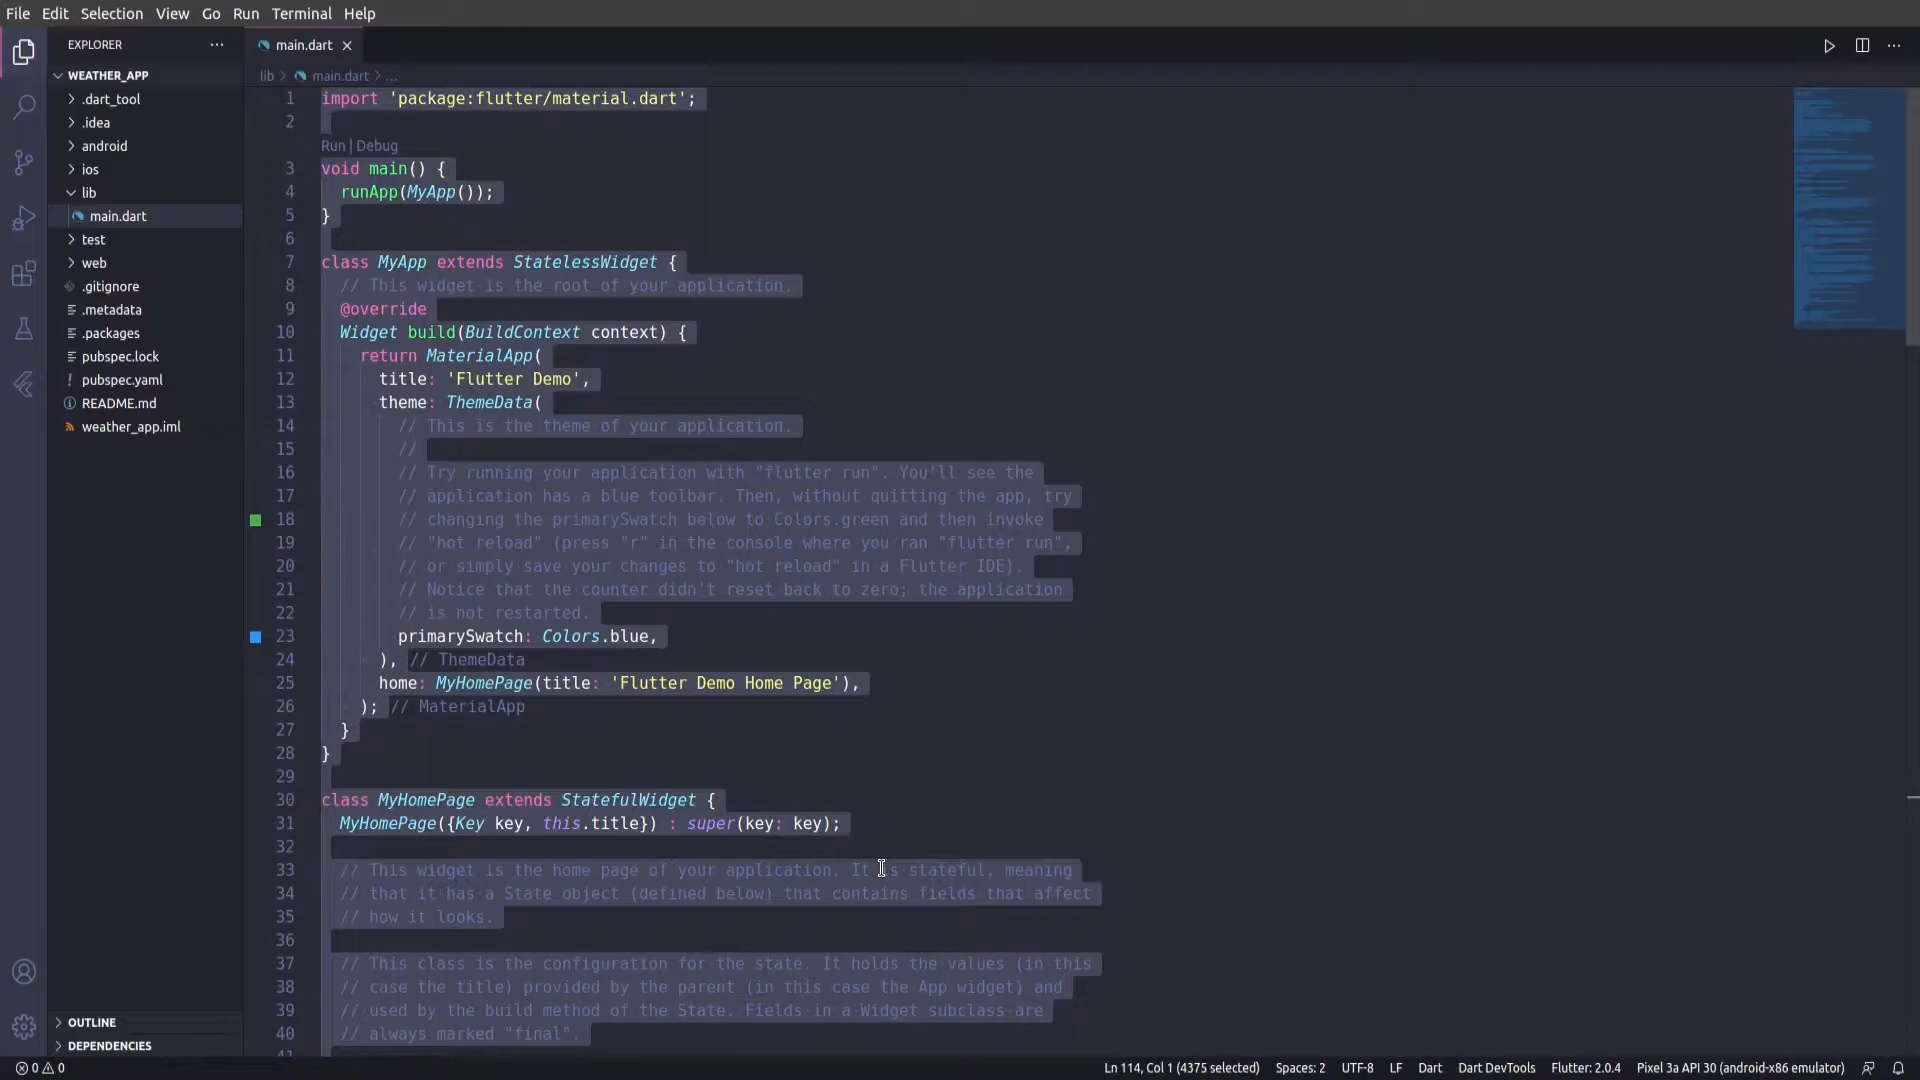 File Edit Selection View Go Run Terminal Help
EXPLORER
WEATHER_APP
.dart_tool
.idea
android
ios
lib
main.dart
test
web
.gitignore
.metadata
.packages
pubspec.lock
pubspec.yaml
README.md
weather_app.iml
OUTLINE
DEPENDENCIES
main.dart
lib > main.dart > ...
1 import 'package:flutter/material.dart';
2
Run | Debug
3 void main() {
4 runApp(MyApp());
5 }
6
7 class MyApp extends StatelessWidget {
8 // This widget is the root of your application.
9 @override
10 Widget build(BuildContext context) {
11 return MaterialApp(
12 title: 'Flutter Demo',
13 theme: ThemeData(
14 // This is the theme of your application.
15 //
16 // Try running your application with "flutter run". You'll see the
17 // application has a blue toolbar. Then, without quitting the app, try
18 // changing the primarySwatch below to Colors.green and then invoke
19 // "hot reload" (press "r" in the console where you ran "flutter run",
20 // or simply save your changes to "hot reload" in a Flutter IDE).
21 // Notice that the counter didn't reset back to zero; the application
22 // is not restarted.
23 primarySwatch: Colors.blue,
24 ), // ThemeData
25 home: MyHomePage(title: 'Flutter Demo Home Page'),
26 ); // MaterialApp
27 }
28 }
29
30 class MyHomePage extends StatefulWidget {
31 MyHomePage({Key key, this.title}) : super(key: key);
32
33 // This widget is the home page of your application. It is stateful, meaning
34 // that it has a State object (defined below) that contains fields that affect
35 // how it looks.
36
37 // This class is the configuration for the state. It holds the values (in this
38 // case the title) provided by the parent (in this case the App widget) and
39 // used by the build method of the State. Fields in a Widget subclass are
40 // always marked "final".
41
0 0 Ln 114, Col 1 (4375 selected) Spaces: 2 UTF-8 LF Dart Dart DevTools Flutter: 2.0.4 Pixel 3a API 30 (android-x86 emulator)